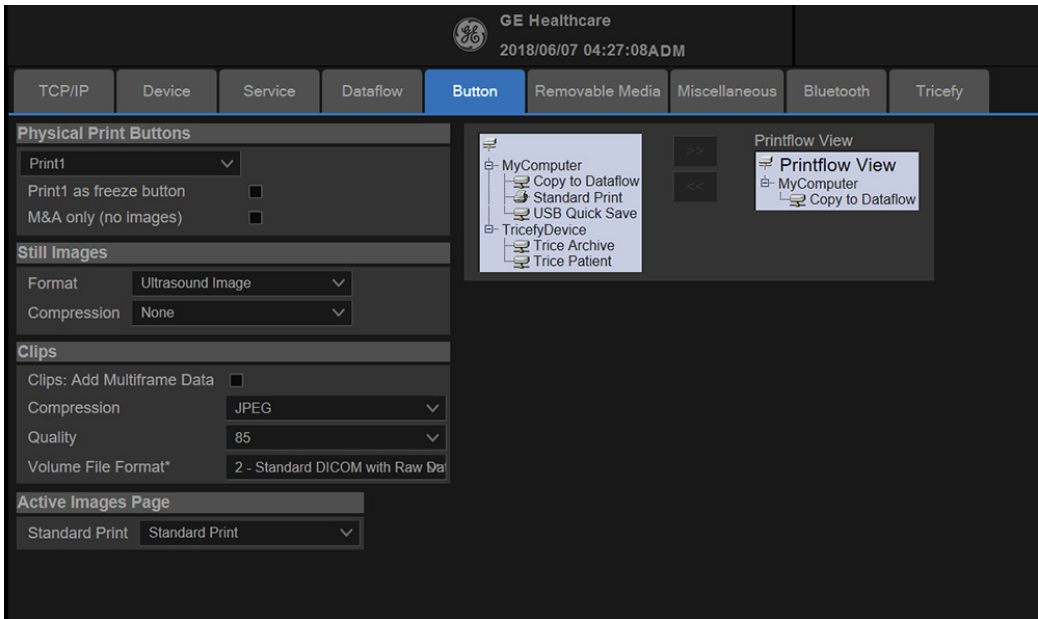 GE Healthcare
2018/06/07 04:27:08ADM
TCP/IP Device Service Dataflow Button Removable Media Miscellaneous Bluetooth Tricefy
Physical Print Buttons
Print1
Print1 as freeze button
M&A only (no images)
Still Images
Format Ultrasound Image
Compression None
Clips
Clips: Add Multiframe Data
Compression JPEG
Quality 85
Volume File Format* 2 - Standard DICOM with Raw Dat
Active Images Page
Standard Print Standard Print
MyComputer
Copy to Dataflow
Standard Print
USB Quick Save
TricefyDevice
Trice Archive
Trice Patient
>>
<<
Printflow View
Printflow View
MyComputer
Copy to Dataflow